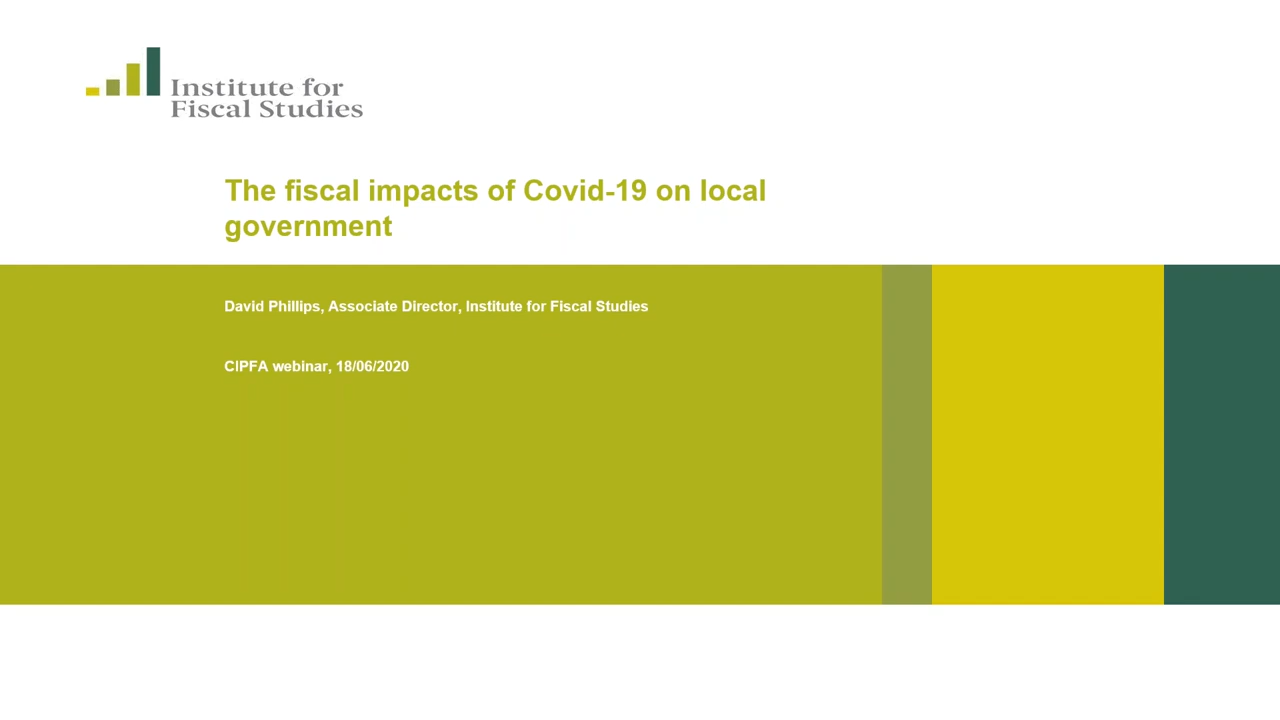 Institute for
Fiscal Studies
The fiscal impacts of Covid-19 on local
government
David Phillips, Associate Director, Institute for Fiscal Studies
CIPFA webinar, 18/06/2020